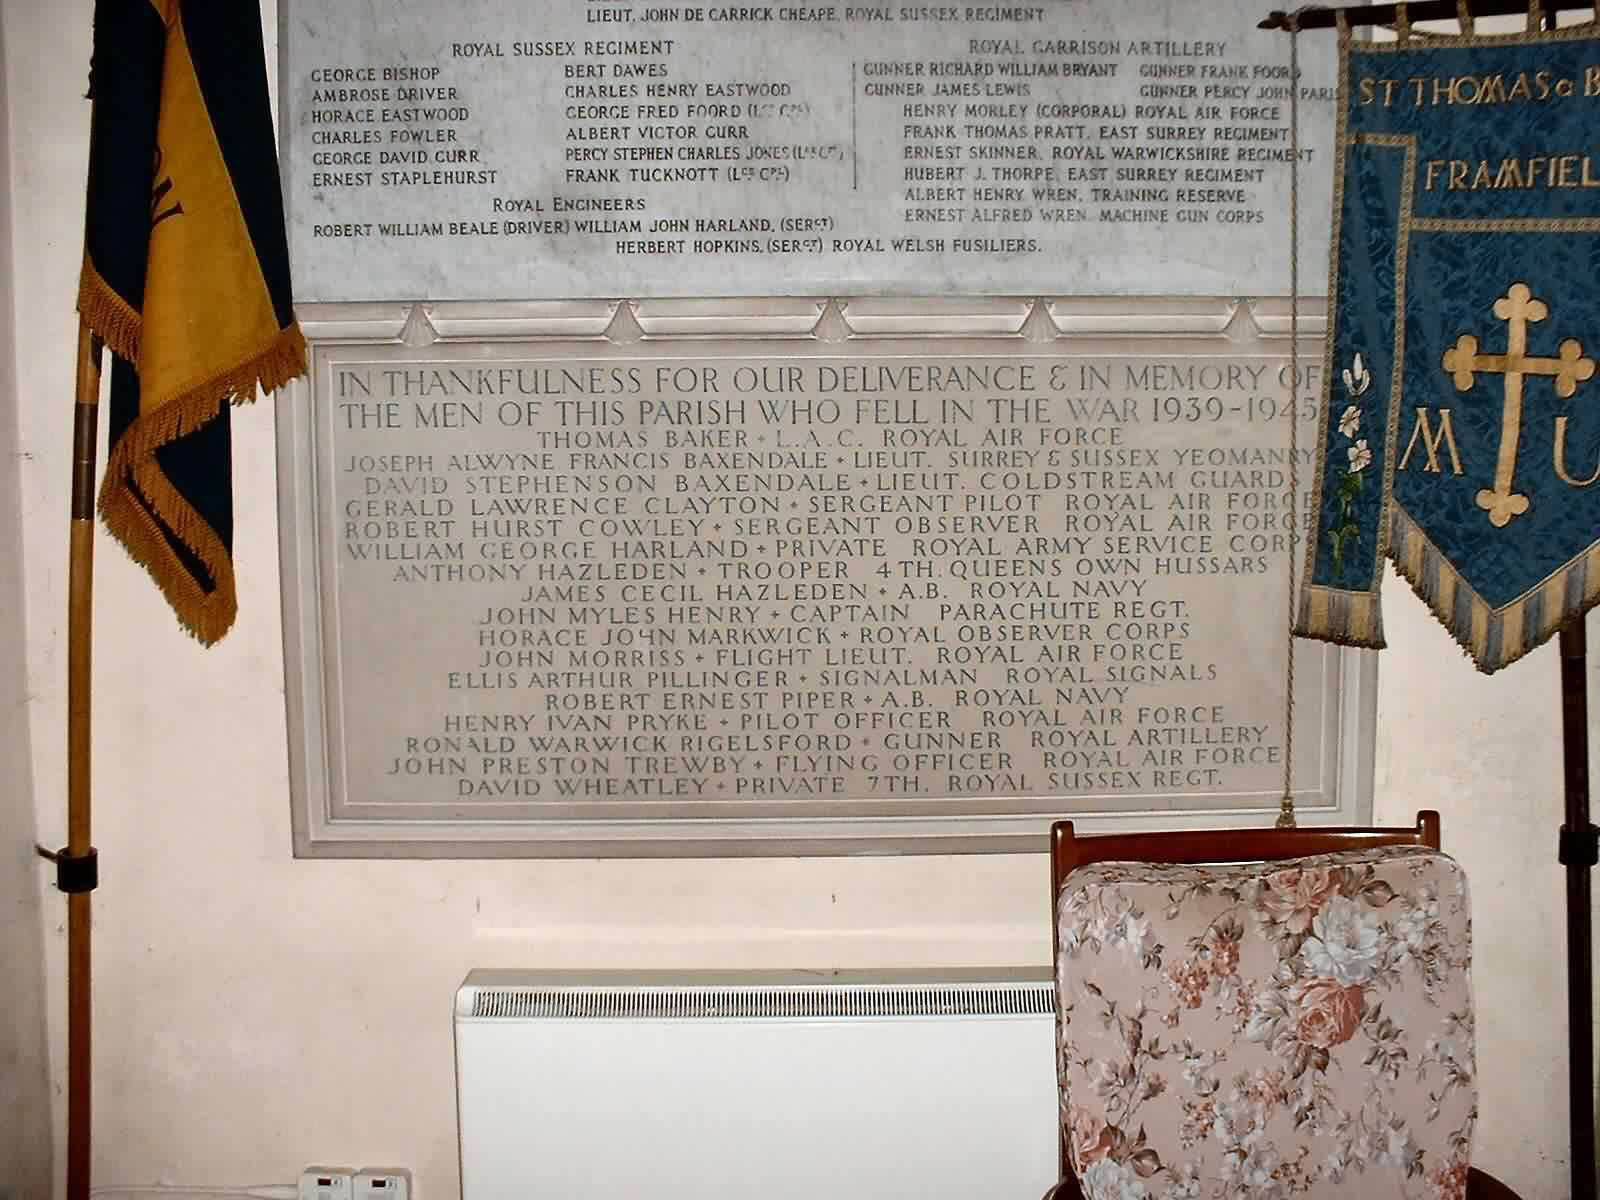 LIEUT. JOHN DE CARRICK CHEAPE, ROYAL SUSSEX REGIMENT
ROYAL SUSSEX REGIMENT
GEORGE BISHOP
AMBROSE DRIVER
HORACE EASTWOOD
CHARLES FOWLER
GEORGE DAVID GURR
ERNEST STAPLEHURST
BERT DAWES
CHARLES HENRY EASTWOOD
GEORGE FRED FOORD (LCE CPL)
ALBERT VICTOR GURR
PERCY STEPHEN CHARLES JONES (LCE CPL)
FRANK TUCKNOTT (LCE CPL)
ROYAL ENGINEERS
ROBERT WILLIAM BEALE (DRIVER) WILLIAM JOHN HARLAND, (SERGT)
HERBERT HOPKINS, (SERGT) ROYAL WELSH FUSILIERS.
ROYAL GARRISON ARTILLERY
GUNNER RICHARD WILLIAM BRYANT GUNNER FRANK FOORD
GUNNER JAMES LEWIS GUNNER PERCY JOHN PARIS
HENRY MORLEY (CORPORAL) ROYAL AIR FORCE
FRANK THOMAS PRATT, EAST SURREY REGIMENT
ERNEST SKINNER, ROYAL WARWICKSHIRE REGIMENT
HUBERT J. THORPE, EAST SURREY REGIMENT
ALBERT HENRY WREN, TRAINING RESERVE
ERNEST ALFRED WREN, MACHINE GUN CORPS
IN THANKFULNESS FOR OUR DELIVERANCE & IN MEMORY OF
THE MEN OF THIS PARISH WHO FELL IN THE WAR 1939-1945
THOMAS BAKER + L.A.C. ROYAL AIR FORCE
JOSEPH ALWYNE FRANCIS BAXENDALE + LIEUT. SURREY & SUSSEX YEOMANRY
DAVID STEPHENSON BAXENDALE + LIEUT. COLDSTREAM GUARDS
GERALD LAWRENCE CLAYTON + SERGEANT PILOT ROYAL AIR FORCE
ROBERT HURST COWLEY + SERGEANT OBSERVER ROYAL AIR FORCE
WILLIAM GEORGE HARLAND + PRIVATE ROYAL ARMY SERVICE CORP
ANTHONY HAZLEDEN + TROOPER 4TH. QUEENS OWN HUSSARS
JAMES CECIL HAZLEDEN + A.B. ROYAL NAVY
JOHN MYLES HENRY + CAPTAIN PARACHUTE REGT.
HORACE JOHN MARKWICK + ROYAL OBSERVER CORPS
JOHN MORRISS + FLIGHT LIEUT. ROYAL AIR FORCE
ELLIS ARTHUR PILLINGER + SIGNALMAN ROYAL SIGNALS
ROBERT ERNEST PIPER + A.B. ROYAL NAVY
HENRY IVAN PRYKE + PILOT OFFICER ROYAL AIR FORCE
RONALD WARWICK RIGELSFORD + GUNNER ROYAL ARTILLERY
JOHN PRESTON TREWBY + FLYING OFFICER ROYAL AIR FORCE
DAVID WHEATLEY + PRIVATE 7TH. ROYAL SUSSEX REGT.
ST THOMAS a B
FRAMFIEL
M U